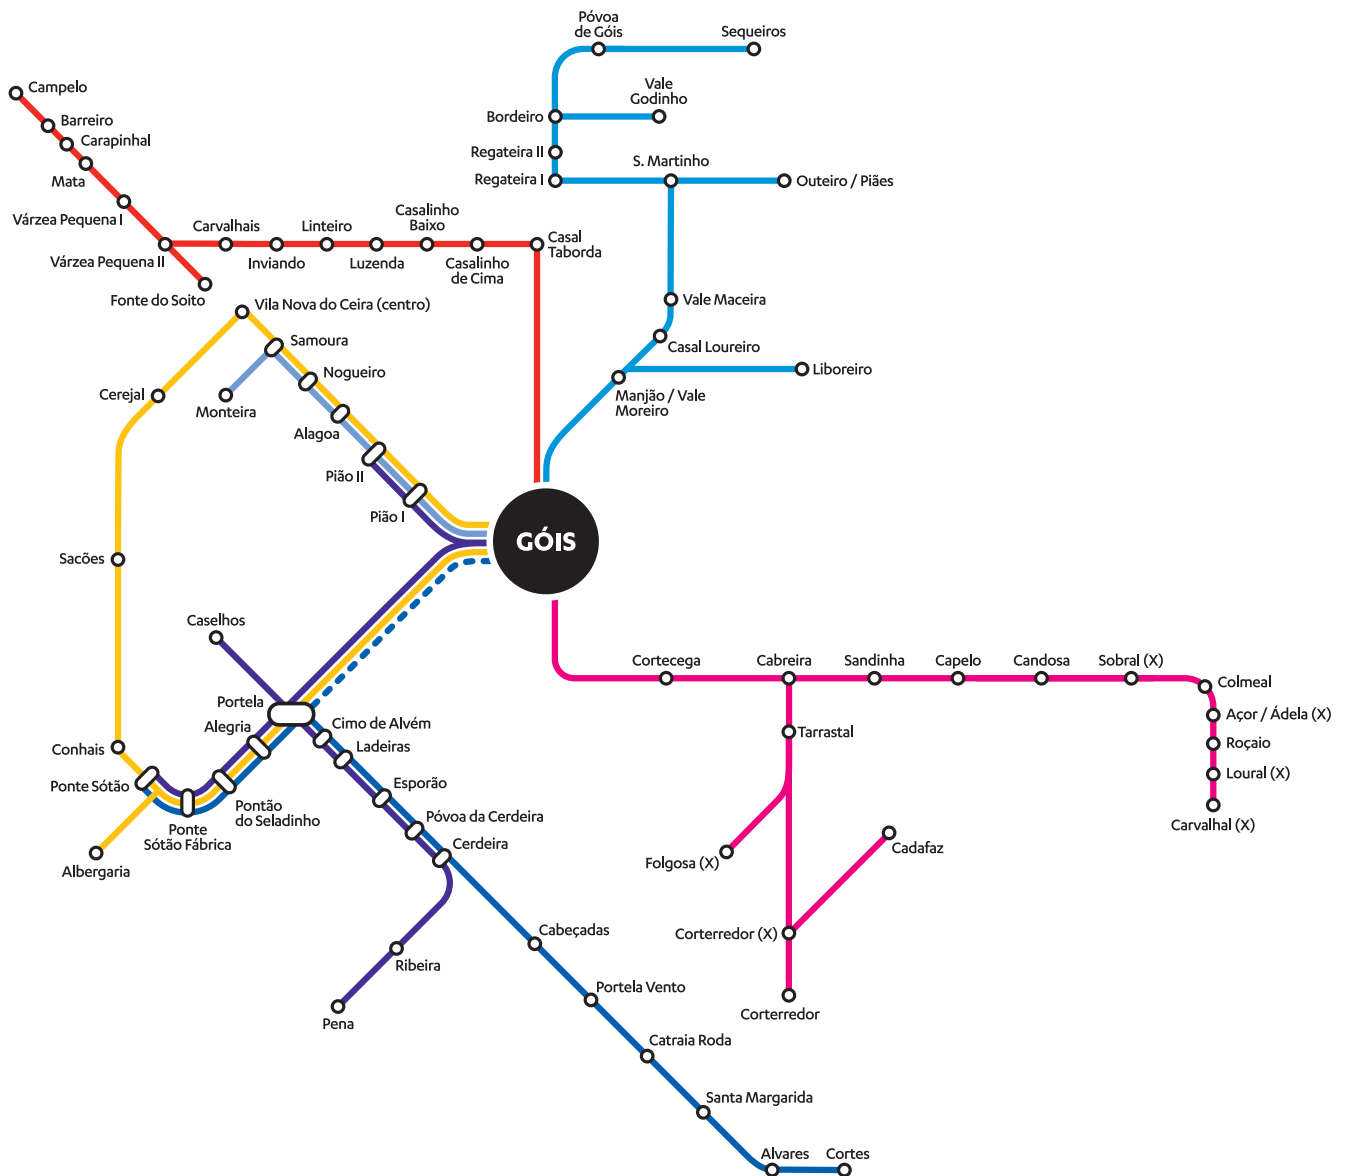 Póvoa
de Góis
Sequeiros
Campelo
Vale
Godinho
Barreiro
Bordeiro
Carapinhal
Regateira II
S. Martinho
Mata
Regateira I
Outeiro / Piães
Várzea Pequena I
Carvalhais
Linteiro
Casalinho
Baixo
Casal
Taborda
Várzea Pequena II
Inviando
Luzenda
Casalinho
de Cima
Fonte do Soito
Vila Nova do Ceira (centro)
Vale Maceira
Samoura
Casal Loureiro
Nogueiro
Liboreiro
Cerejal
Monteira
Manjão / Vale
Moreiro
Alagoa
Pião II
Pião I
GÓIS
Sacões
Caselhos
Cortecega
Cabreira
Sandinha
Capelo
Candosa
Sobral (X)
Colmeal
Portela
Açor / Ádela (X)
Alegria
Cimo de Alvém
Tarrastal
Roçaio
Conhais
Ladeiras
Loural (X)
Ponte Sótão
Esporão
Pontão
do Seladinho
Póvoa da Cerdeira
Carvalhal (X)
Ponte
Sótão Fábrica
Cerdeira
Cadafaz
Albergaria
Folgosa (X)
Cabeçadas
Corterredor (X)
Ribeira
Portela Vento
Pena
Corterredor
Catraia Roda
Santa Margarida
Alvares
Cortes